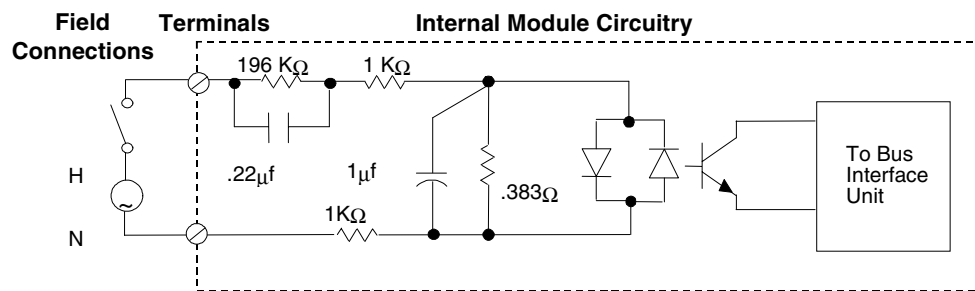 Field Connections
Terminals
Internal Module Circuitry
196 KΩ
1 KΩ
H
.22µf
1µf
.383Ω
1KΩ
N
~
To Bus
Interface
Unit